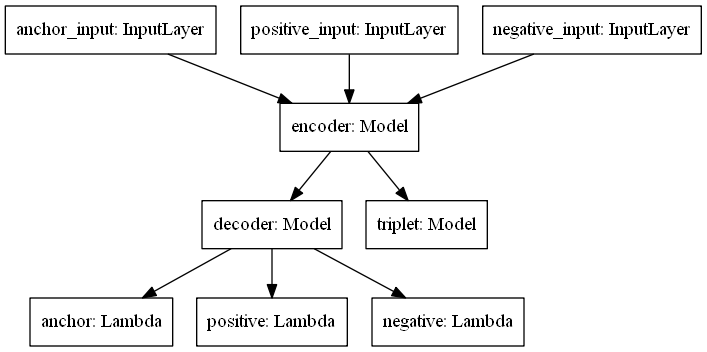 anchor_input: InputLayer
positive_input: InputLayer
negative_input: InputLayer
encoder: Model
decoder: Model
triplet: Model
anchor: Lambda
positive: Lambda
negative: Lambda